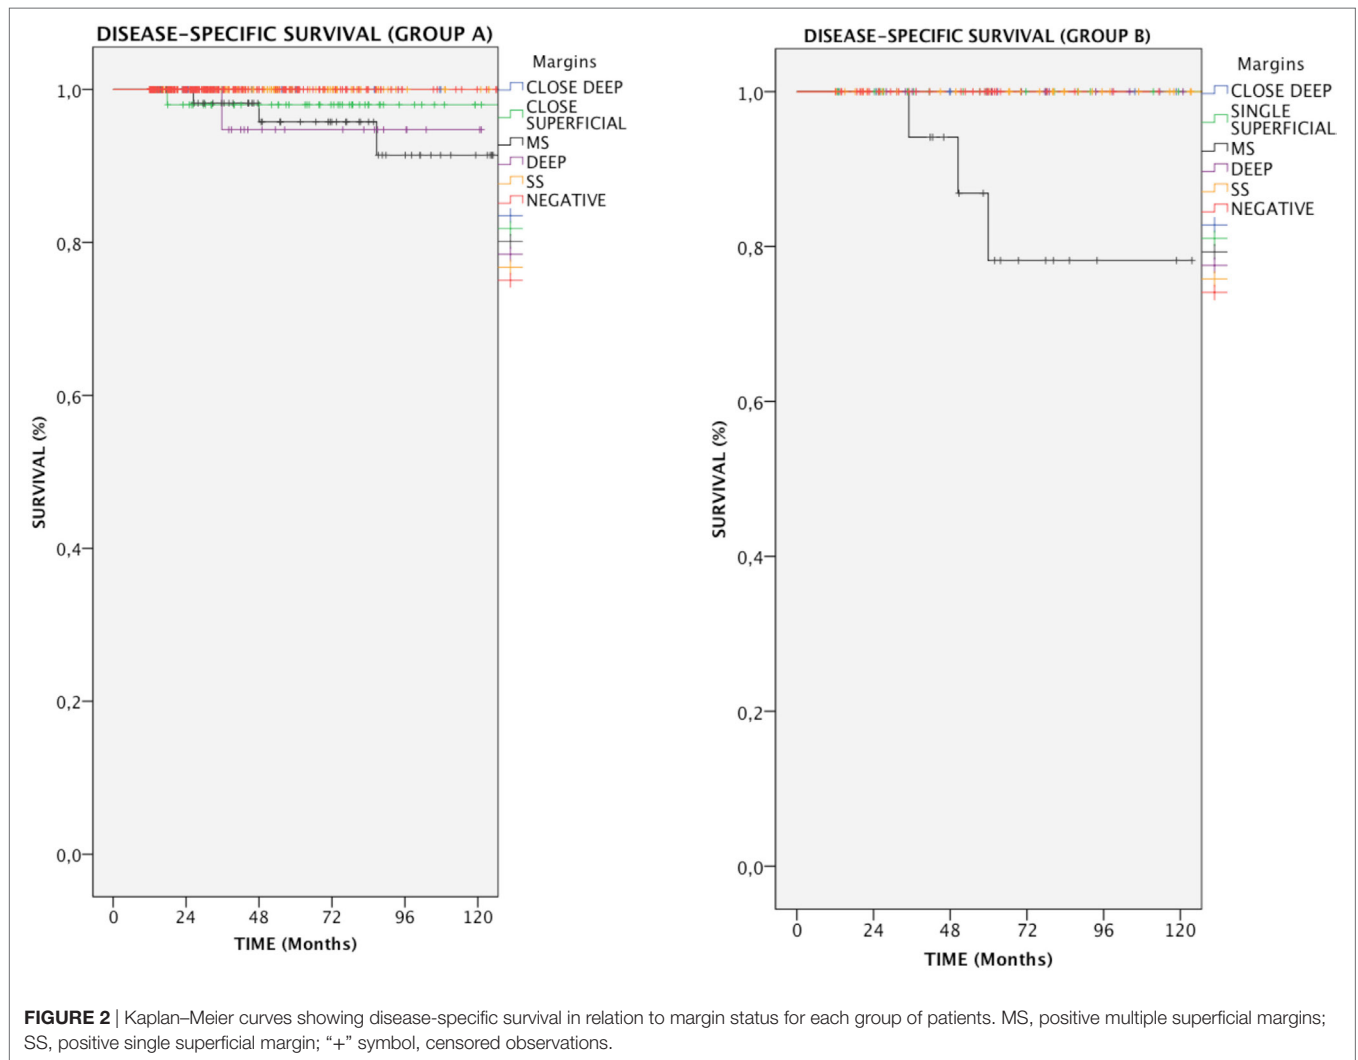 DISEASE–SPECIFIC SURVIVAL (GROUP A)
Margins
CLOSE DEEP
CLOSE
SUPERFICIAL
MS
DEEP
SS
NEGATIVE
1,0
0,8
0,6
0,4
0,2
0,0
SURVIVAL (%)
0 24 48 72 96 120
TIME (Months)
DISEASE–SPECIFIC SURVIVAL (GROUP B)
Margins
CLOSE DEEP
SINGLE
SUPERFICIAL
MS
DEEP
SS
NEGATIVE
1,0
0,8
0,6
0,4
0,2
0,0
SURVIVAL (%)
0 24 48 72 96 120
TIME (Months)
FIGURE 2 | Kaplan–Meier curves showing disease-specific survival in relation to margin status for each group of patients. MS, positive multiple superficial margins;
SS, positive single superficial margin; “+” symbol, censored observations.